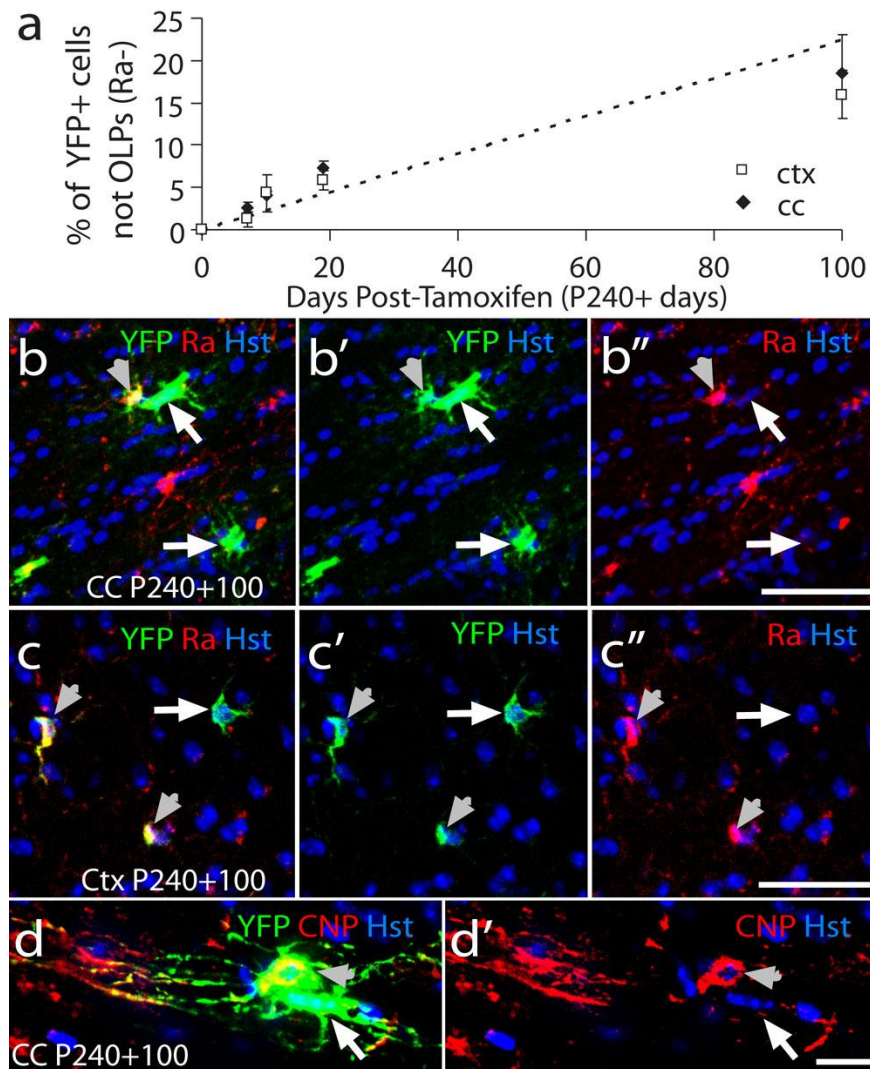 a
% of YFP+ cells
not OLPs (Ra-)
25
20
15
10
5
0
ctx
cc
0 20 40 60 80 100
Days Post-Tamoxifen (P240+ days)
b YFP Ra Hst
CC P240+100
b′ YFP Hst
b″ Ra Hst
c YFP Ra Hst
Ctx P240+100
c′ YFP Hst
c″ Ra Hst
d YFP CNP Hst
CC P240+100
d′ CNP Hst